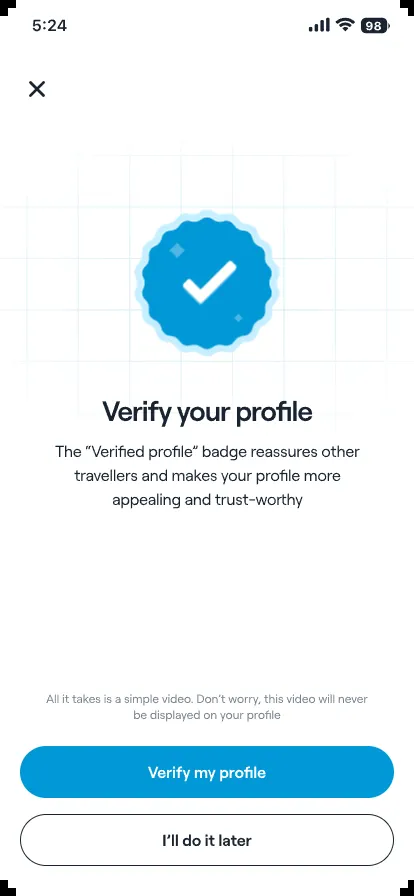 5:24
98
Verify your profile
The “Verified profile” badge reassures other
travellers and makes your profile more
appealing and trust-worthy
All it takes is a simple video. Don’t worry, this video will never
be displayed on your profile
Verify my profile
I’ll do it later